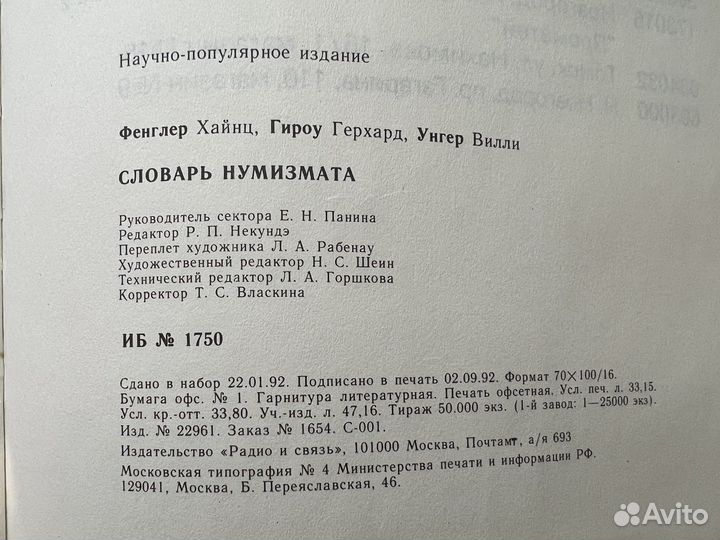 Научно-популярное издание
Фенглер Хайнц, Гироу Герхард, Унгер Вилли
СЛОВАРЬ НУМИЗМАТА
Руководитель сектора Е. Н. Панина
Редактор Р. П. Некундэ
Переплет художника Л. А. Рабенау
Художественный редактор Н. С. Шеин
Технический редактор Л. А. Горшкова
Корректор Т. С. Власкина
ИБ № 1750
Сдано в набор 22.01.92. Подписано в печать 02.09.92. Формат 70×100/16.
Бумага офс. № 1. Гарнитура литературная. Печать офсетная. Усл. печ. л. 33,15.
Усл. кр.-отт. 33,80. Уч.-изд. л. 47,16. Тираж 50.000 экз. (1-й завод: 1—25000 экз).
Изд. № 22961. Заказ № 1654. С-001.
Издательство «Радио и связь», 101000 Москва, Почтамт, а/я 693
Московская типография № 4 Министерства печати и информации РФ.
129041, Москва, Б. Переяславская, 46.
Avito